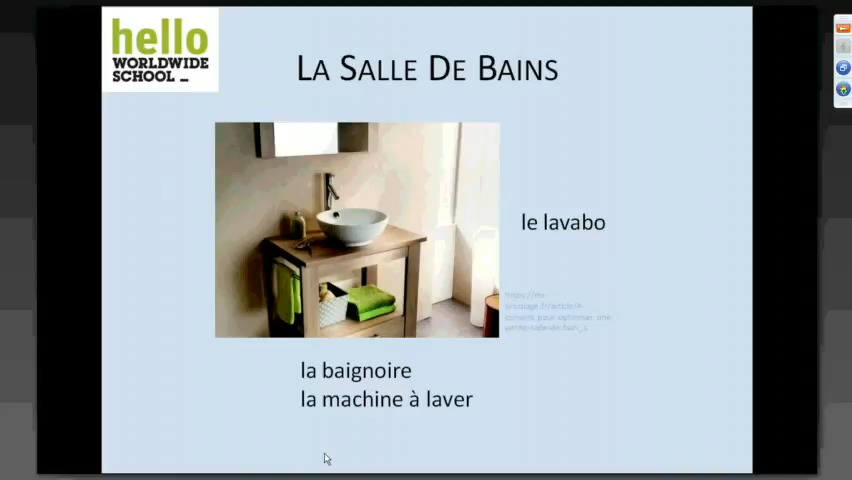 hello
WORLDWIDE
SCHOOL
LA SALLE DE BAINS
le lavabo
la baignoire
la machine à laver